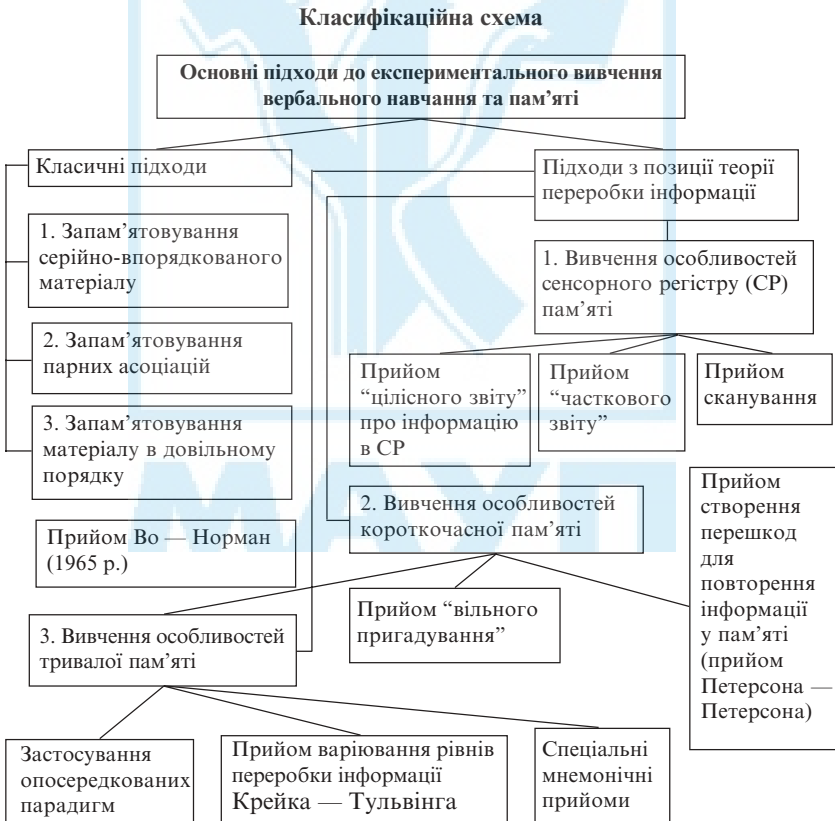 Класифікаційна схема
Основні підходи до експериментального вивчення
вербального навчання та пам’яті
Класичні підходи
Підходи з позиції теорії
переробки інформації
1. Запам’ятовування
серійно-впорядкованого
матеріалу
1. Вивчення особливостей
сенсорного регістру (СР)
пам’яті
2. Запам’ятовування
парних асоціацій
Прийом
“цілісного звіту”
про інформацію
в СР
Прийом
“часткового
звіту”
Прийом
сканування
3. Запам’ятовування
матеріалу в довільному
порядку
МАУП
2. Вивчення особливостей
короткочасної пам’яті
Прийом
створення
перешкод
для
повторення
інформації
у пам’яті
(прийом
Петерсона —
Петерсона)
Прийом Во — Норман
(1965 р.)
Прийом “вільного
пригадування”
3. Вивчення особливостей
тривалої пам’яті
Застосування
опосередкованих
парадигм
Прийом варіювання рівнів
переробки інформації
Крейка — Тульвінга
Спеціальні
мнемонічні
прийоми